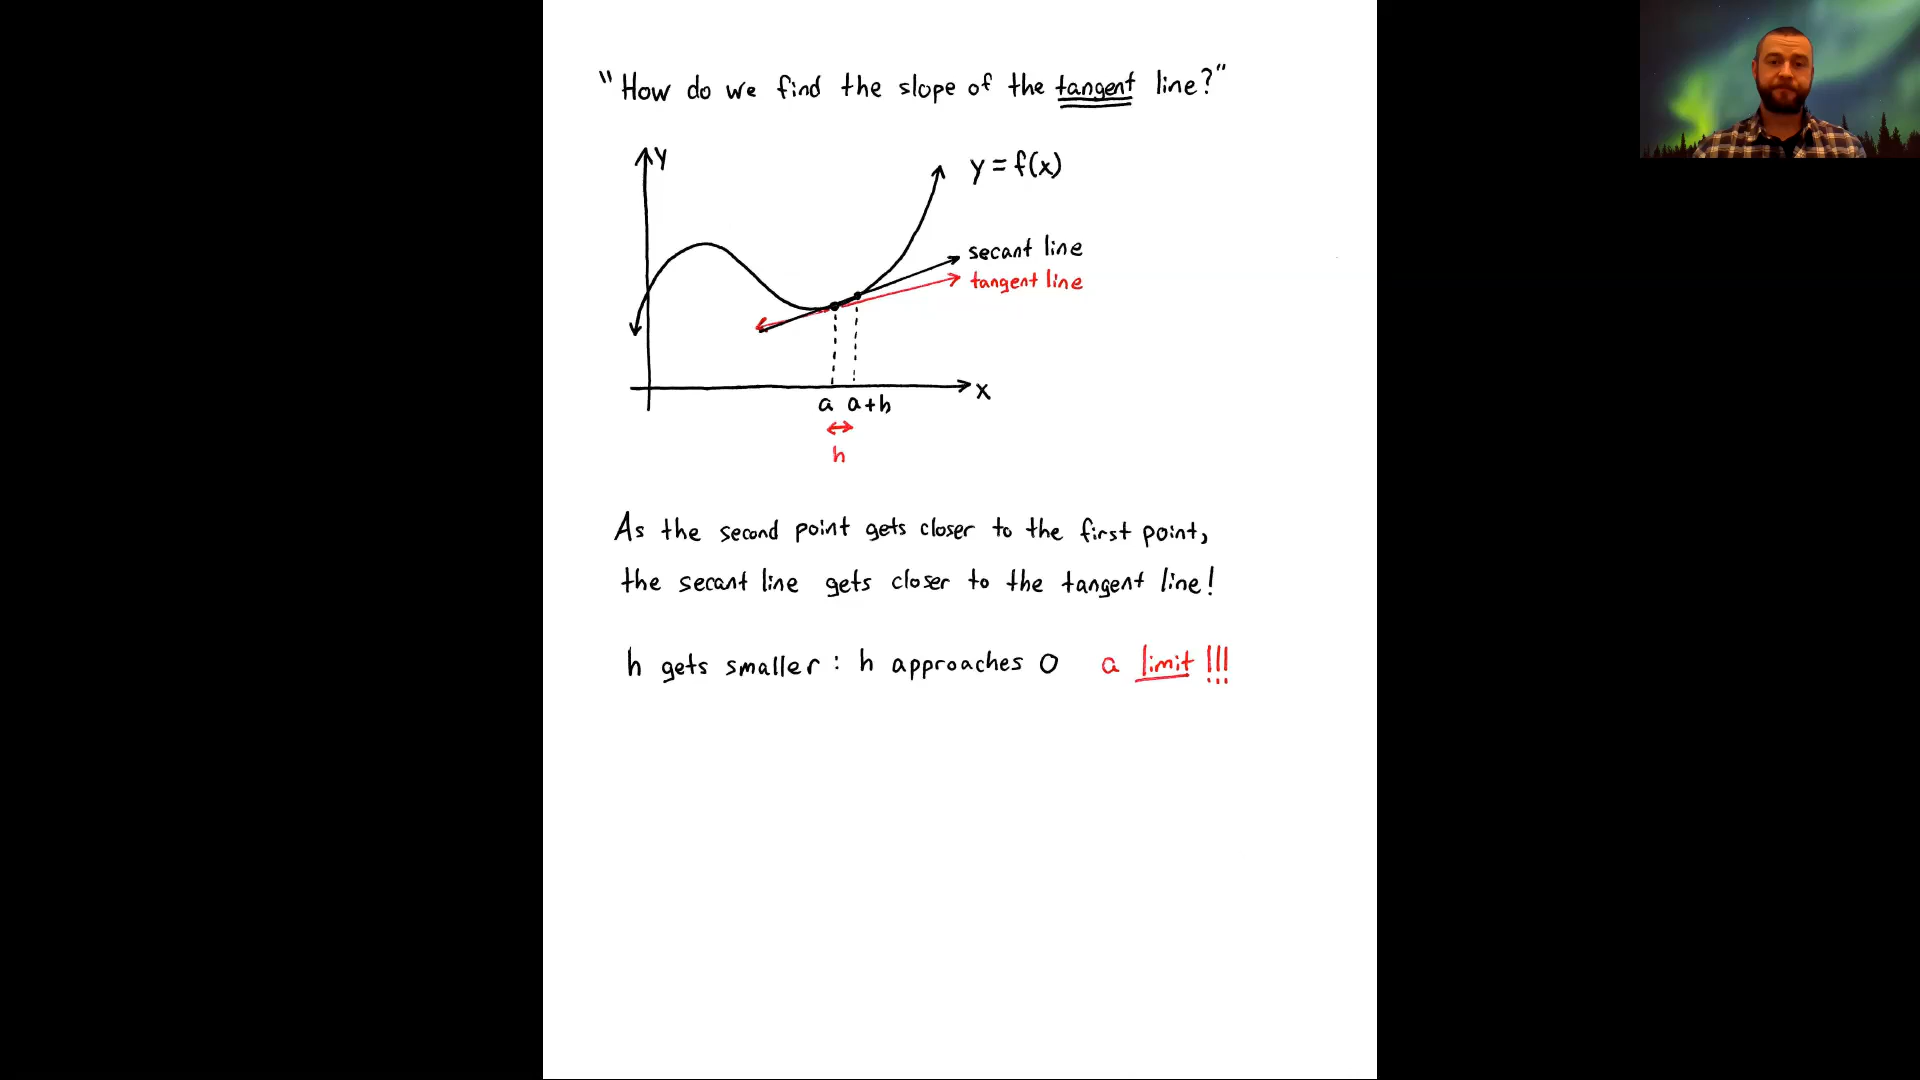 "How do we find the slope of the tangent line?"
y
y = f(x)
secant line
tangent line
x
a a+h
h
As the second point gets closer to the first point,
the secant line gets closer to the tangent line!
h gets smaller : h approaches 0 a limit !!!